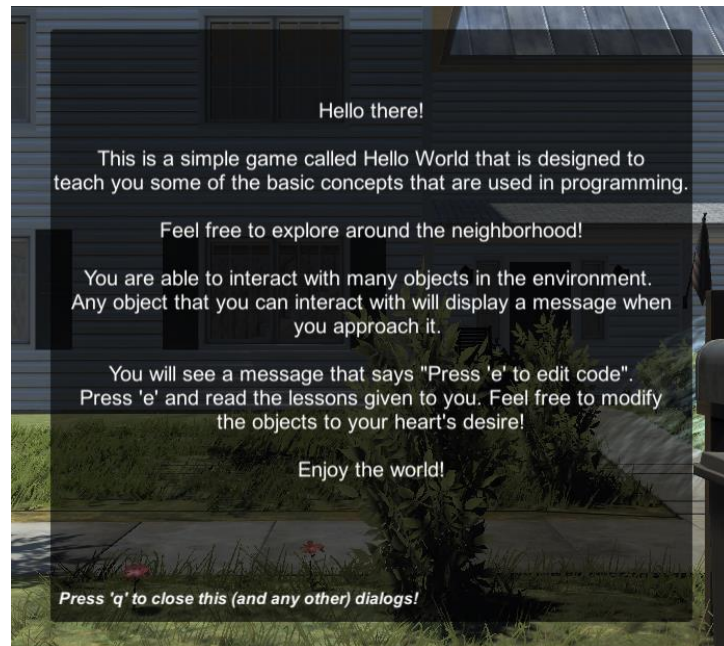 Hello there!
This is a simple game called Hello World that is designed to
teach you some of the basic concepts that are used in programming.
Feel free to explore around the neighborhood!
You are able to interact with many objects in the environment.
Any object that you can interact with will display a message when
you approach it.
You will see a message that says "Press 'e' to edit code".
Press 'e' and read the lessons given to you. Feel free to modify
the objects to your heart's desire!
Enjoy the world!
Press 'q' to close this (and any other) dialogs!